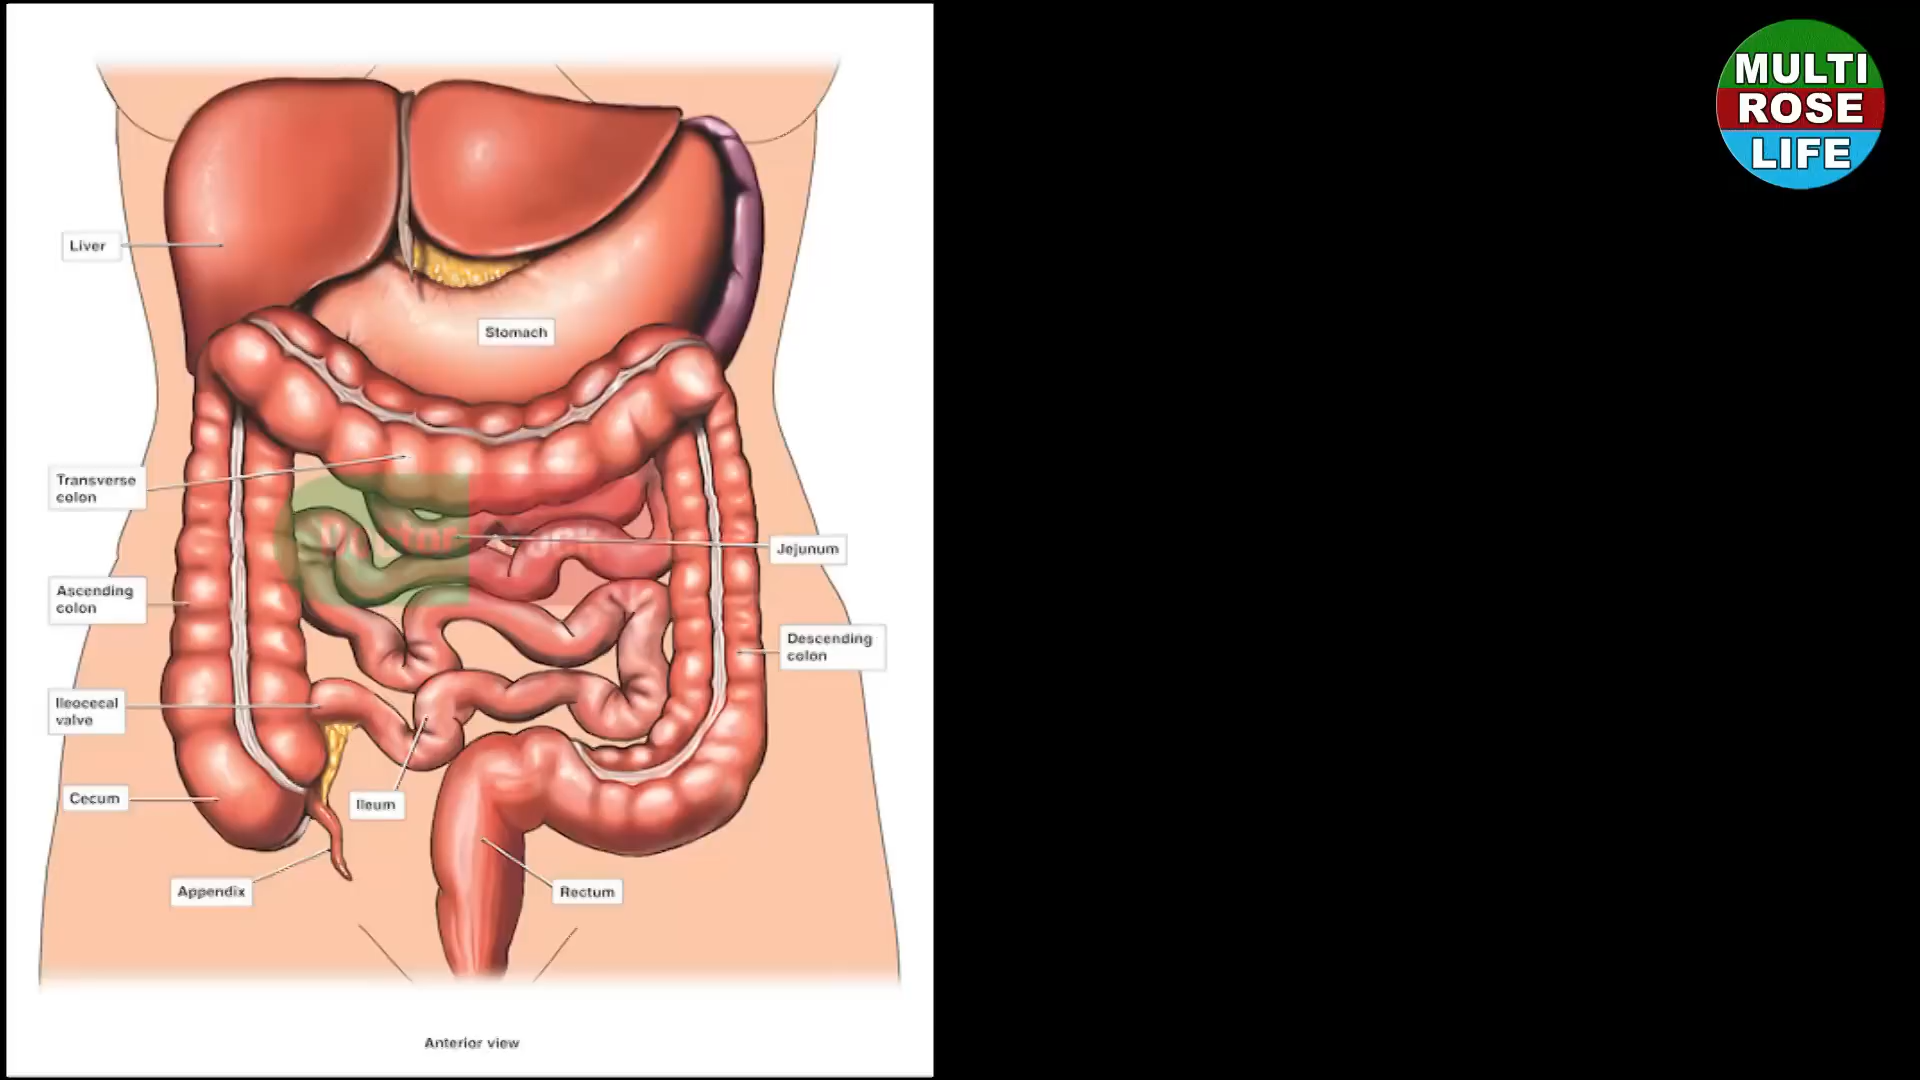 MULTI
ROSE
LIFE
Liver
Stomach
Transverse
colon
Jejunum
Ascending
colon
Descending
colon
Ileocecal
valve
Cecum
Ileum
Appendix
Rectum
Anterior view
Doctor